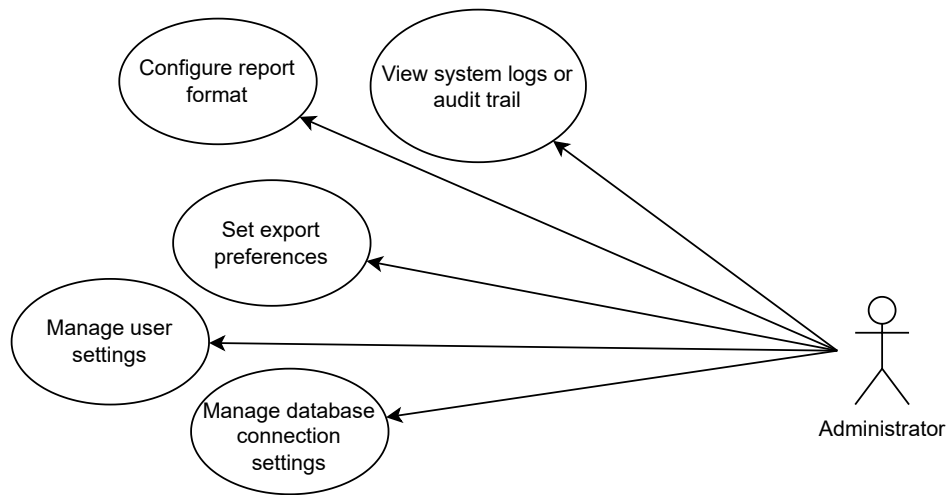 Configure report
format
View system logs or
audit trail
Set export
preferences
Manage user
settings
Manage database
connection
settings
Administrator